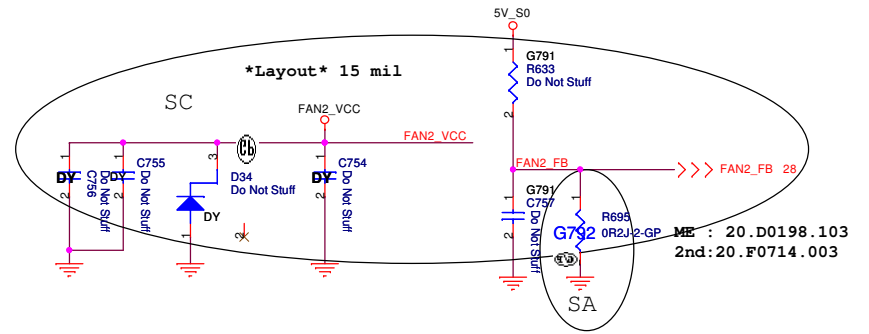 5V_S0
1
G791
R633
Do Not Stuff
2
*Layout* 15 mil
SC
FAN2_VCC
FAN2_VCC
1
DY
2
C756
Do Not Stuff
1
DY
2
C755
Do Not Stuff
3
D34
Do Not Stuff
DY
1
2
1
DY
2
C754
Do Not Stuff
FAN2_FB
FAN2_FB 28
1
G791
C757
2
Do Not Stuff
1
R695
0R2J-2-GP
G792
2
SA
ME : 20.D0198.103
2nd:20.F0714.003